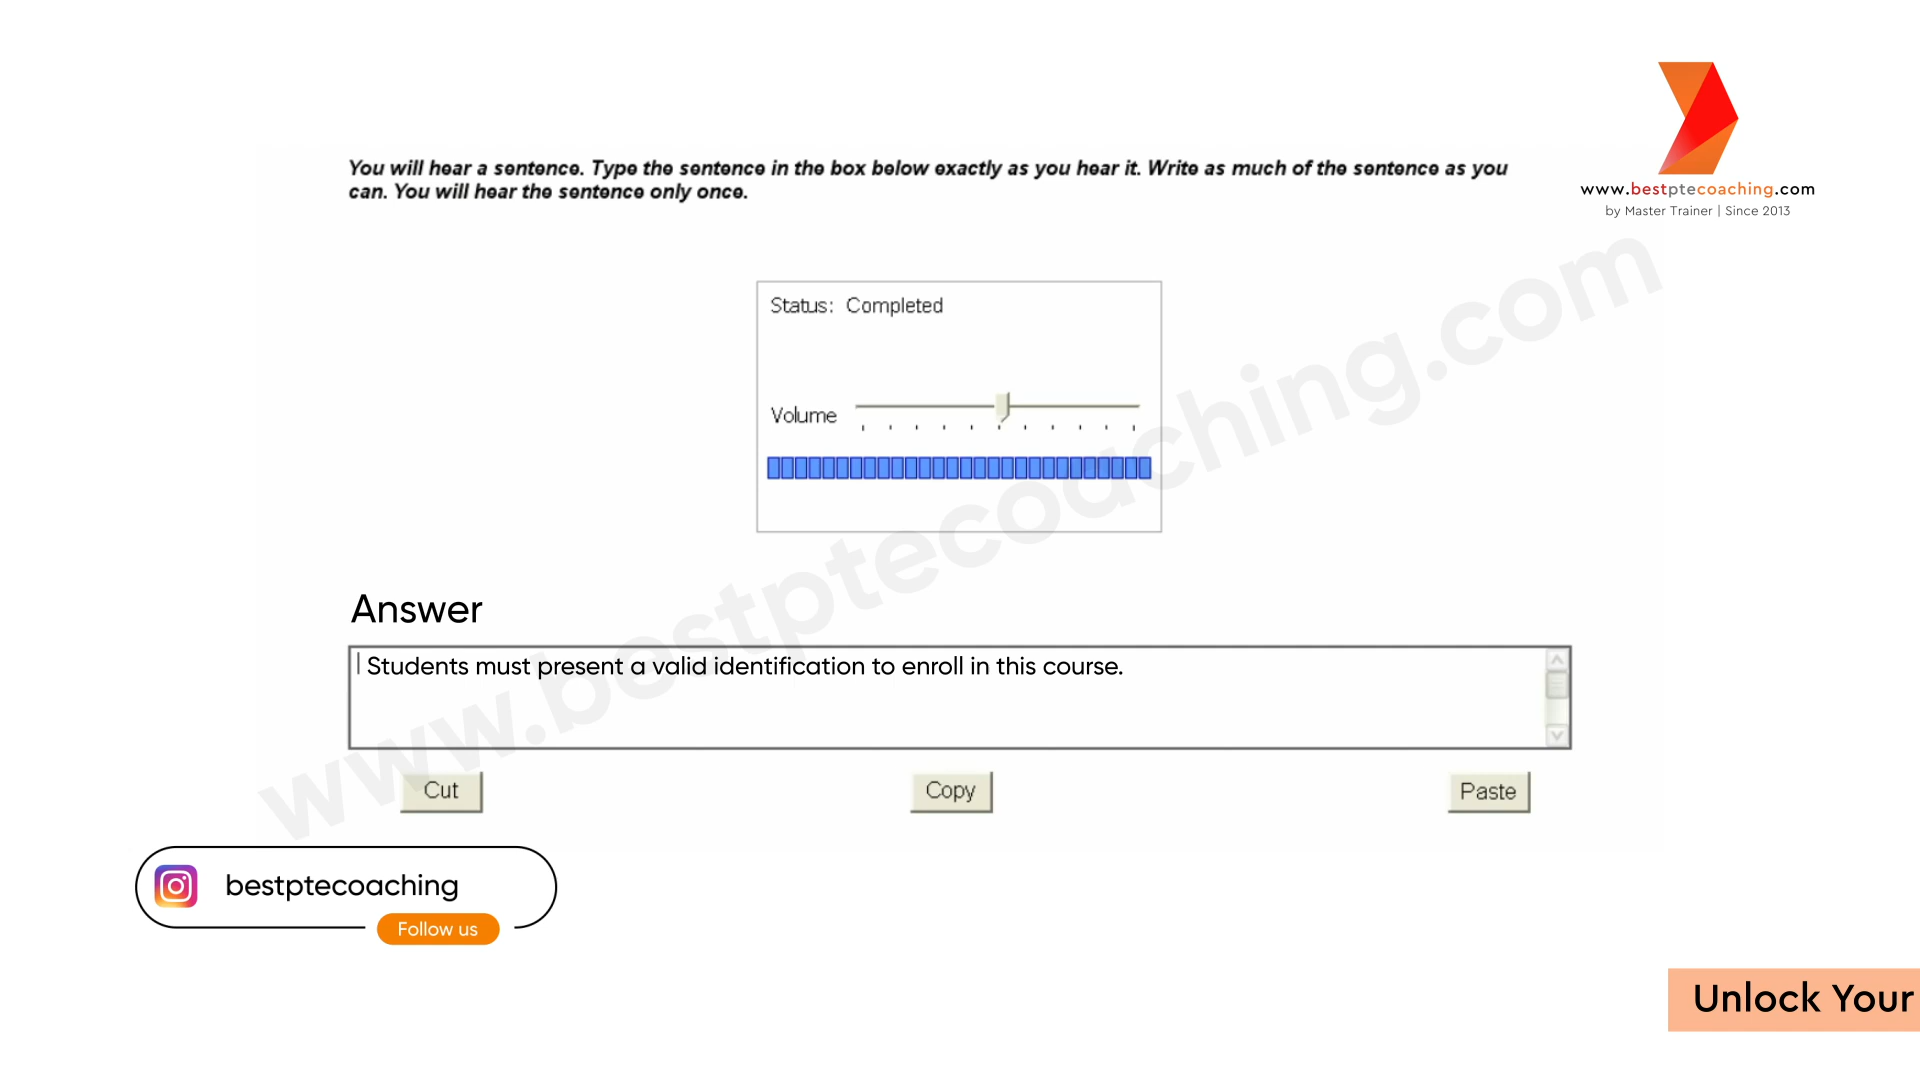 You will hear a sentence. Type the sentence in the box below exactly as you hear it. Write as much of the sentence as you
can. You will hear the sentence only once.
www.bestptecoaching.com
by Master Trainer | Since 2013
Status: Completed
Volume
www.bestptecoaching.com
Answer
Students must present a valid identification to enroll in this course.
Cut
Copy
Paste
bestptecoaching
Follow us
Unlock Your